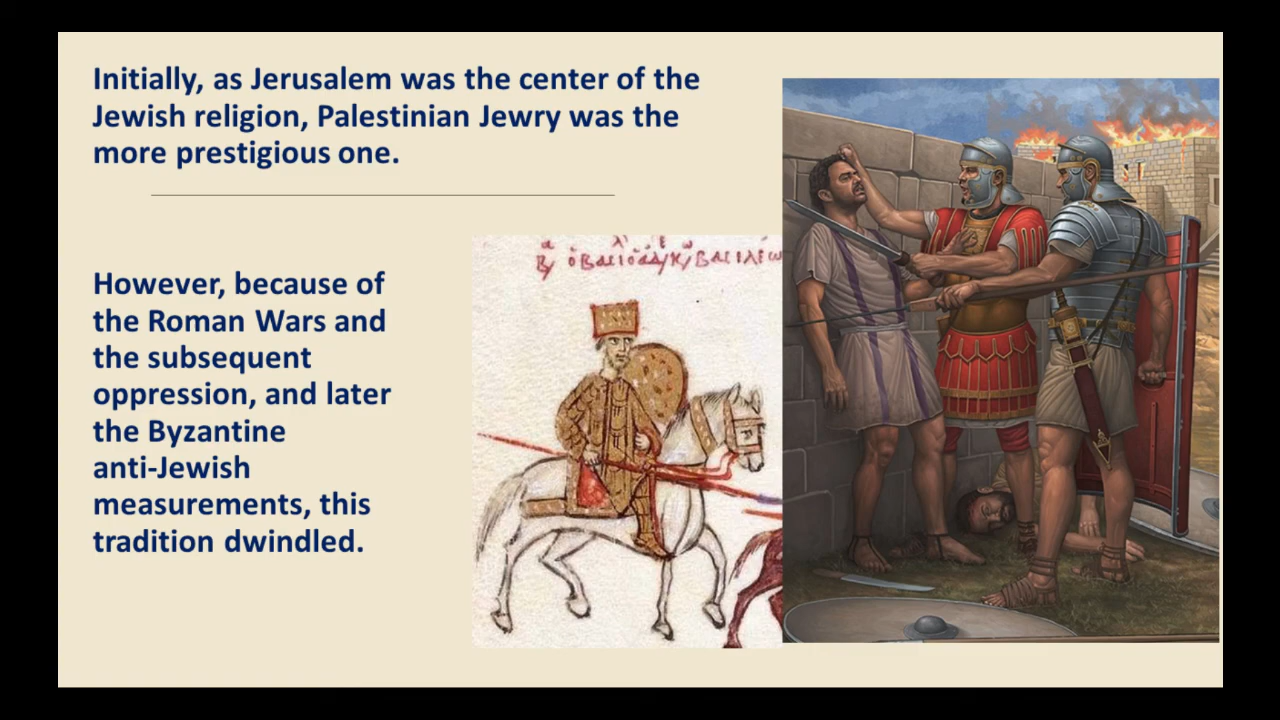 Initially, as Jerusalem was the center of the
Jewish religion, Palestinian Jewry was the
more prestigious one.
However, because of
the Roman Wars and
the subsequent
oppression, and later
the Byzantine
anti-Jewish
measurements, this
tradition dwindled.